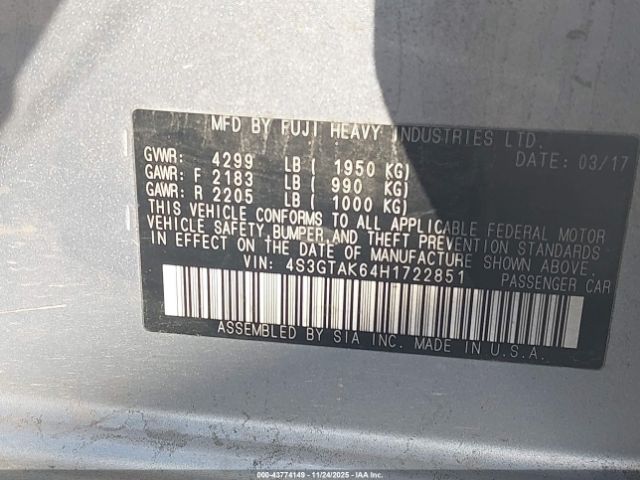 MFD BY FUJI HEAVY INDUSTRIES LTD.
DATE: 03/17
GVWR: 4299 LB ( 1950 KG)
GAWR: F 2183 LB ( 990 KG)
GAWR: R 2205 LB ( 1000 KG)
THIS VEHICLE CONFORMS TO ALL APPLICABLE FEDERAL MOTOR
VEHICLE SAFETY, BUMPER, AND THEFT PREVENTION STANDARDS
IN EFFECT ON THE DATE OF MANUFACTURE SHOWN ABOVE.
VIN: 4S3GTAK64H1722851 PASSENGER CAR
ASSEMBLED BY SIA INC. MADE IN U.S.A.
000-43774149 - 11/24/2025 - IAAI.COM